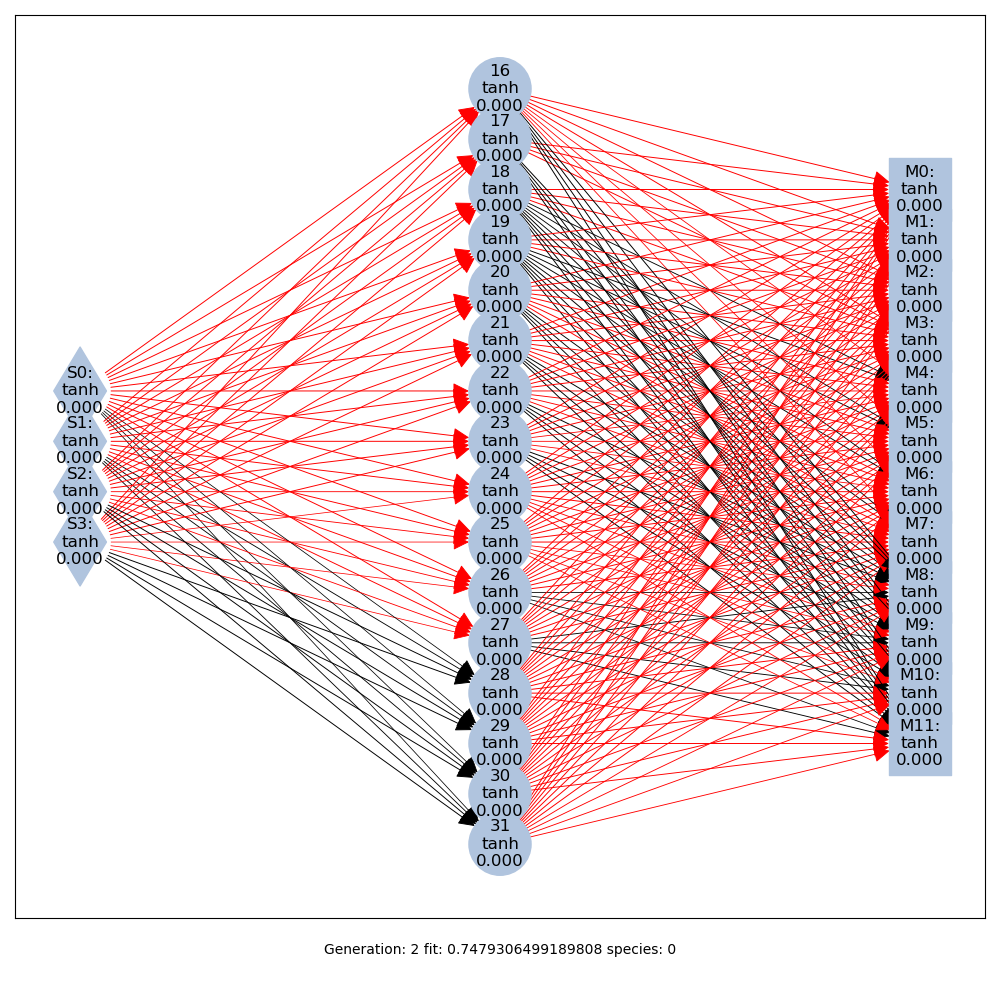 S0:
tanh
0.000
S1:
tanh
0.000
S2:
tanh
0.000
S3:
tanh
0.000
16
tanh
0.000
17
tanh
0.000
18
tanh
0.000
19
tanh
0.000
20
tanh
0.000
21
tanh
0.000
22
tanh
0.000
23
tanh
0.000
24
tanh
0.000
25
tanh
0.000
26
tanh
0.000
27
tanh
0.000
28
tanh
0.000
29
tanh
0.000
30
tanh
0.000
31
tanh
0.000
M0:
tanh
0.000
M1:
tanh
0.000
M2:
tanh
0.000
M3:
tanh
0.000
M4:
tanh
0.000
M5:
tanh
0.000
M6:
tanh
0.000
M7:
tanh
0.000
M8:
tanh
0.000
M9:
tanh
0.000
M10:
tanh
0.000
M11:
tanh
0.000
Generation: 2 fit: 0.7479306499189808 species: 0